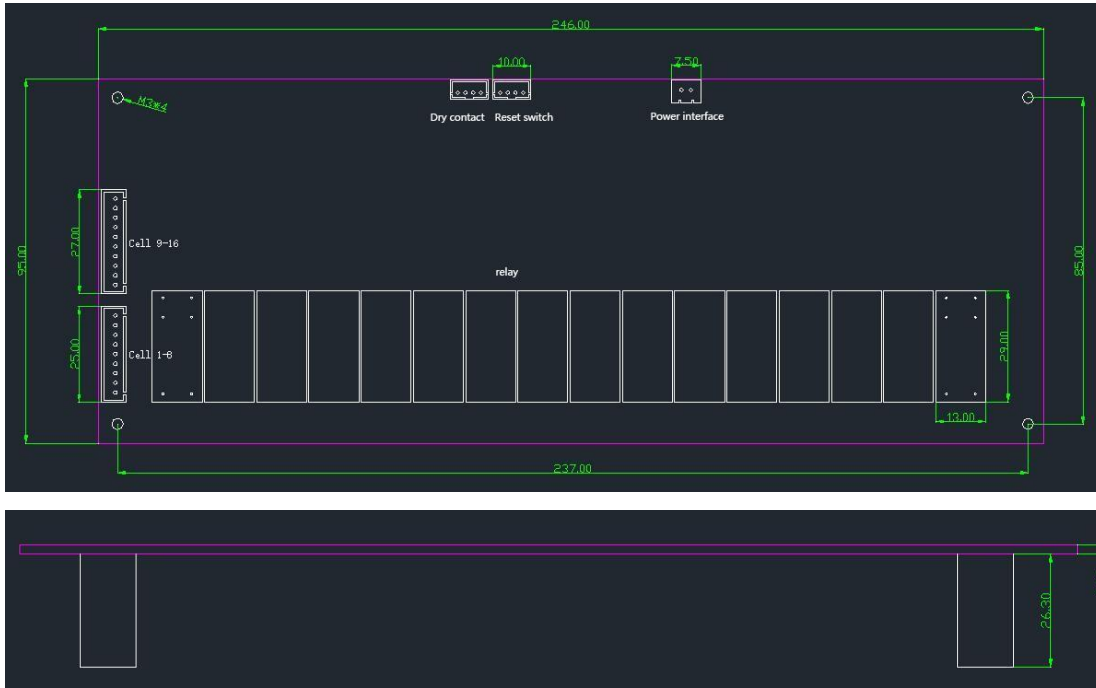 246.00
10.00
7.50
M3*4
Dry contact
Reset switch
Power interface
95.00
27.00
Cell 9-16
85.00
relay
25.00
Cell 1-8
29.00
13.00
237.00
26.30